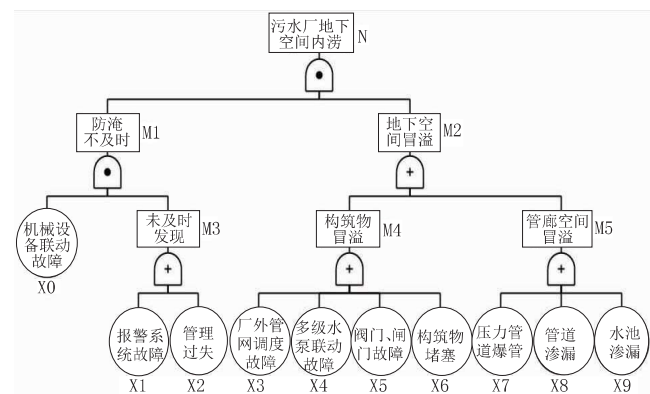 污水厂地下
空间内涝
N
防淹
不及时
M1
地下空
间冒溢
M2
机械设
备联动
故障
X0
未及时
发现
M3
构筑物
冒溢
M4
管廊空间
冒溢
M5
报警系
统故障
X1
管理
过失
X2
厂外管
网调度
故障
X3
多级水
泵联动
故障
X4
阀门、闸
门故障
X5
构筑物
堵塞
X6
压力管
道爆管
X7
管道
渗漏
X8
水池
渗漏
X9